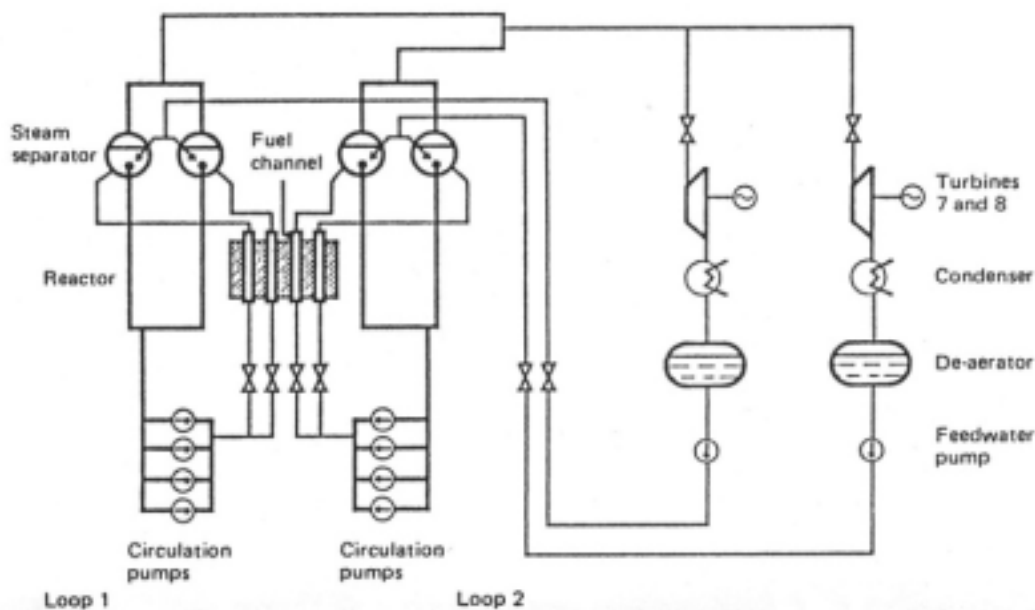 Steam
separator
Fuel
channel
Turbines
7 and 8
Reactor
Condenser
De-aerator
Feedwater
pump
Circulation
pumps
Circulation
pumps
Loop 1
Loop 2